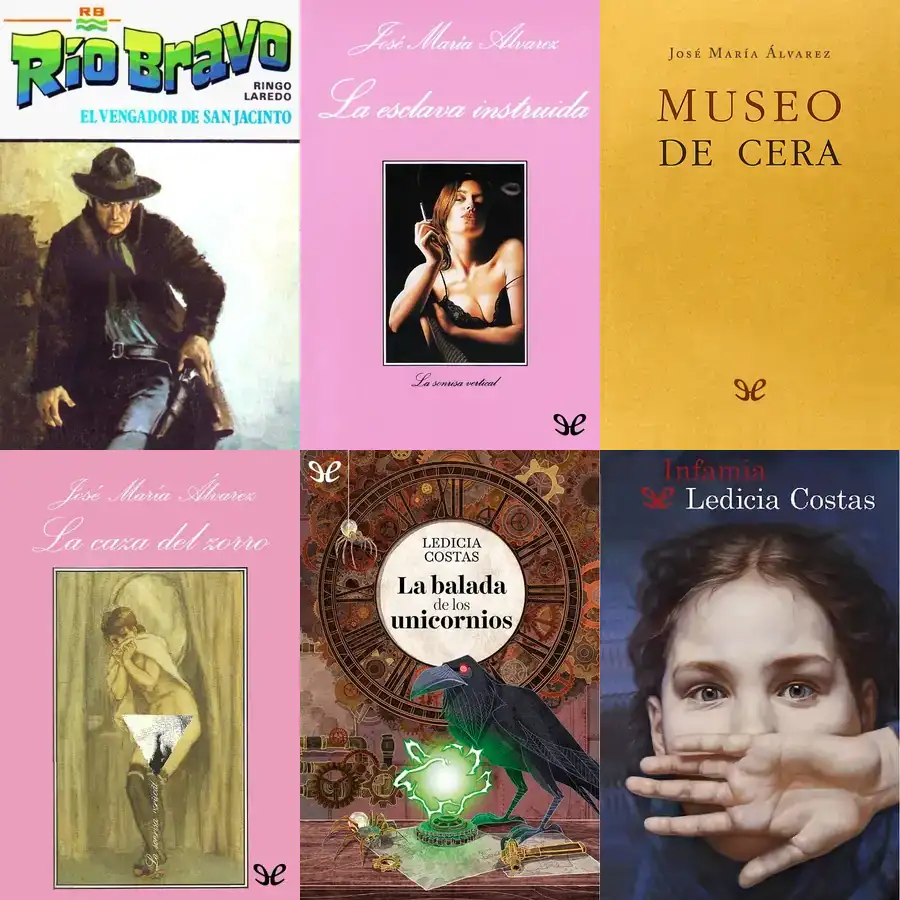 RB
Río Bravo
RINGO
LAREDO
EL VENGADOR DE SAN JACINTO
José María Álvarez
La esclava instruida
La sonrisa vertical
JOSÉ MARÍA ÁLVAREZ
MUSEO
DE CERA
José María Álvarez
La caza del zorro
La sonrisa vertical
LEDICIA
COSTAS
La balada
de los
unicornios
Infamia
Ledicia Costas